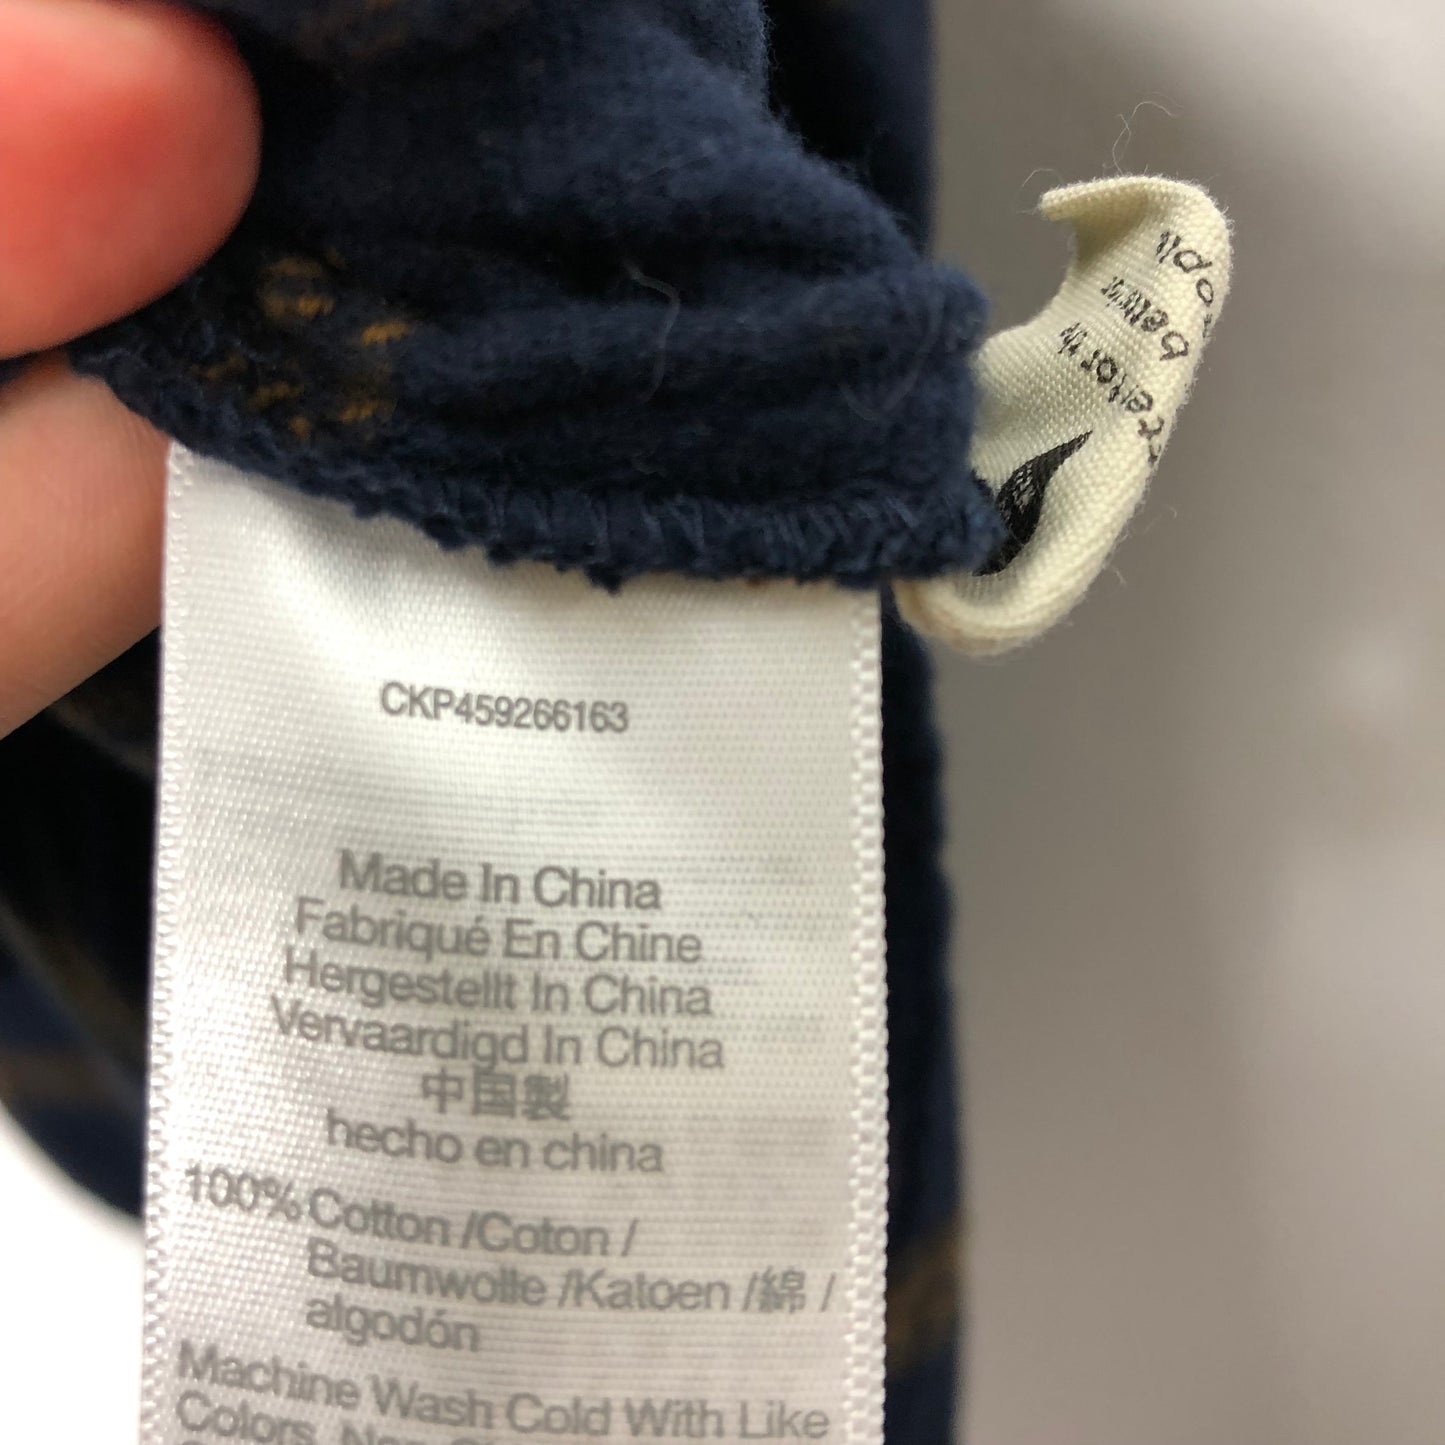 CKP459266163
Made In China
Fabriqué En Chine
Hergestellt In China
Vervaardigd In China
中国製
hecho en china
100% Cotton /Coton /
Baumwolle /Katoen /綿 /
algodón
Machine Wash Cold With Like
Colors,